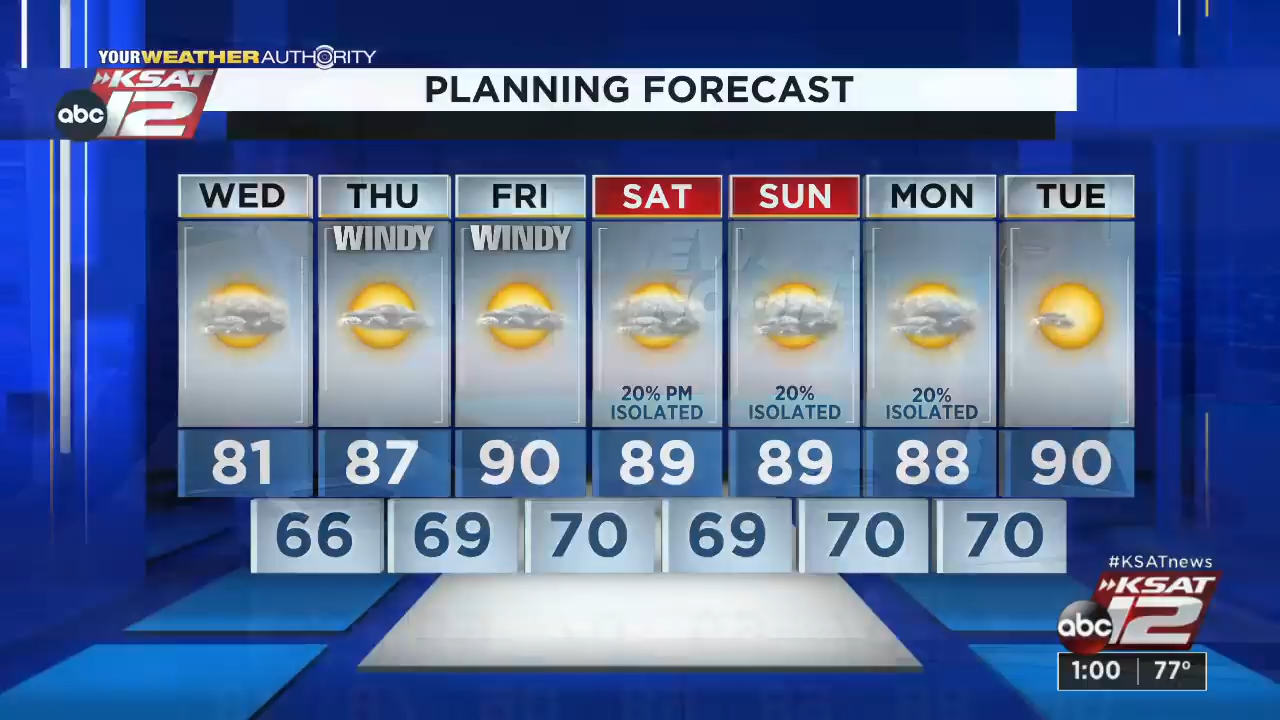 YOURWEATHERAUTHORITY
KSAT
abc 12
PLANNING FORECAST
WED THU FRI SAT SUN MON TUE
WINDY WINDY
20% PM 20% 20%
ISOLATED ISOLATED ISOLATED
81 87 90 89 89 88 90
66 69 70 69 70 70
#KSATnews
KSAT
abc 12
1:00 77°